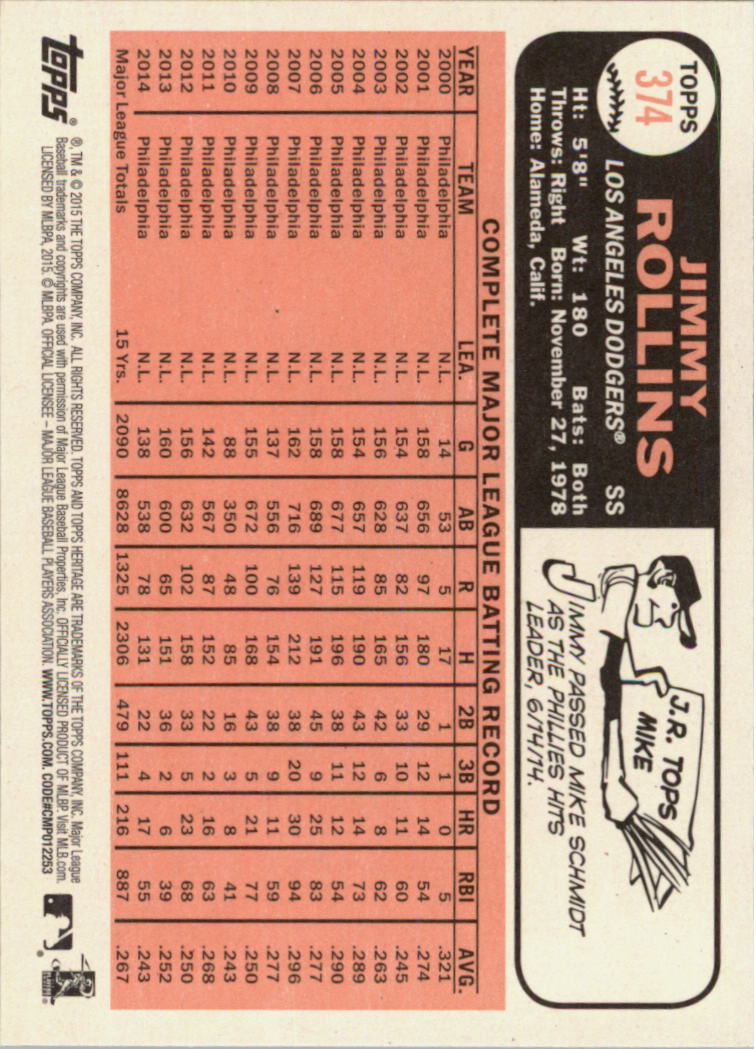 TOPPS
374
JIMMY
ROLLINS
LOS ANGELES DODGERS® SS
Ht: 5'8" Wt: 180 Bats: Both
Throws: Right Born: November 27, 1978
Home: Alameda, Calif.
J.R. TOPS
MIKE
JIMMY PASSED MIKE SCHMIDT
AS THE PHILLIES HITS
LEADER, 6/14/14.
COMPLETE MAJOR LEAGUE BATTING RECORD
YEAR TEAM LEA. G AB R H 2B 3B HR RBI AVG.
2000 Philadelphia N.L. 14 53 5 17 1 1 0 5 .321
2001 Philadelphia N.L. 158 656 97 180 29 12 14 54 .274
2002 Philadelphia N.L. 154 637 82 156 33 10 11 60 .245
2003 Philadelphia N.L. 156 628 85 165 42 6 8 62 .263
2004 Philadelphia N.L. 154 657 119 190 43 12 14 73 .289
2005 Philadelphia N.L. 158 677 115 196 38 11 12 54 .290
2006 Philadelphia N.L. 158 689 127 191 45 9 25 83 .277
2007 Philadelphia N.L. 162 716 139 212 38 20 30 94 .296
2008 Philadelphia N.L. 137 556 76 154 38 9 11 59 .277
2009 Philadelphia N.L. 155 672 100 168 43 5 21 77 .250
2010 Philadelphia N.L. 88 350 48 85 16 3 8 41 .243
2011 Philadelphia N.L. 142 567 87 152 22 2 16 63 .268
2012 Philadelphia N.L. 156 632 102 158 33 5 23 68 .250
2013 Philadelphia N.L. 160 600 65 151 36 2 6 39 .252
2014 Philadelphia N.L. 138 538 78 131 22 4 17 55 .243
Major League Totals 15 Yrs. 2090 8628 1325 2306 479 111 216 887 .267
topps®
®, TM & © 2015 THE TOPPS COMPANY, INC. ALL RIGHTS RESERVED. TOPPS AND TOPPS HERITAGE ARE TRADEMARKS OF THE TOPPS COMPANY, INC. Major League
Baseball trademarks and copyrights are used with permission of Major League Baseball Properties, Inc. OFFICIALLY LICENSED PRODUCT OF MLBP. Visit MLB.com.
LICENSED BY MLBPA, 2015. © MLBPA. OFFICIAL LICENSEE – MAJOR LEAGUE BASEBALL PLAYERS ASSOCIATION. WWW.TOPPS.COM. CODE#CMP012253